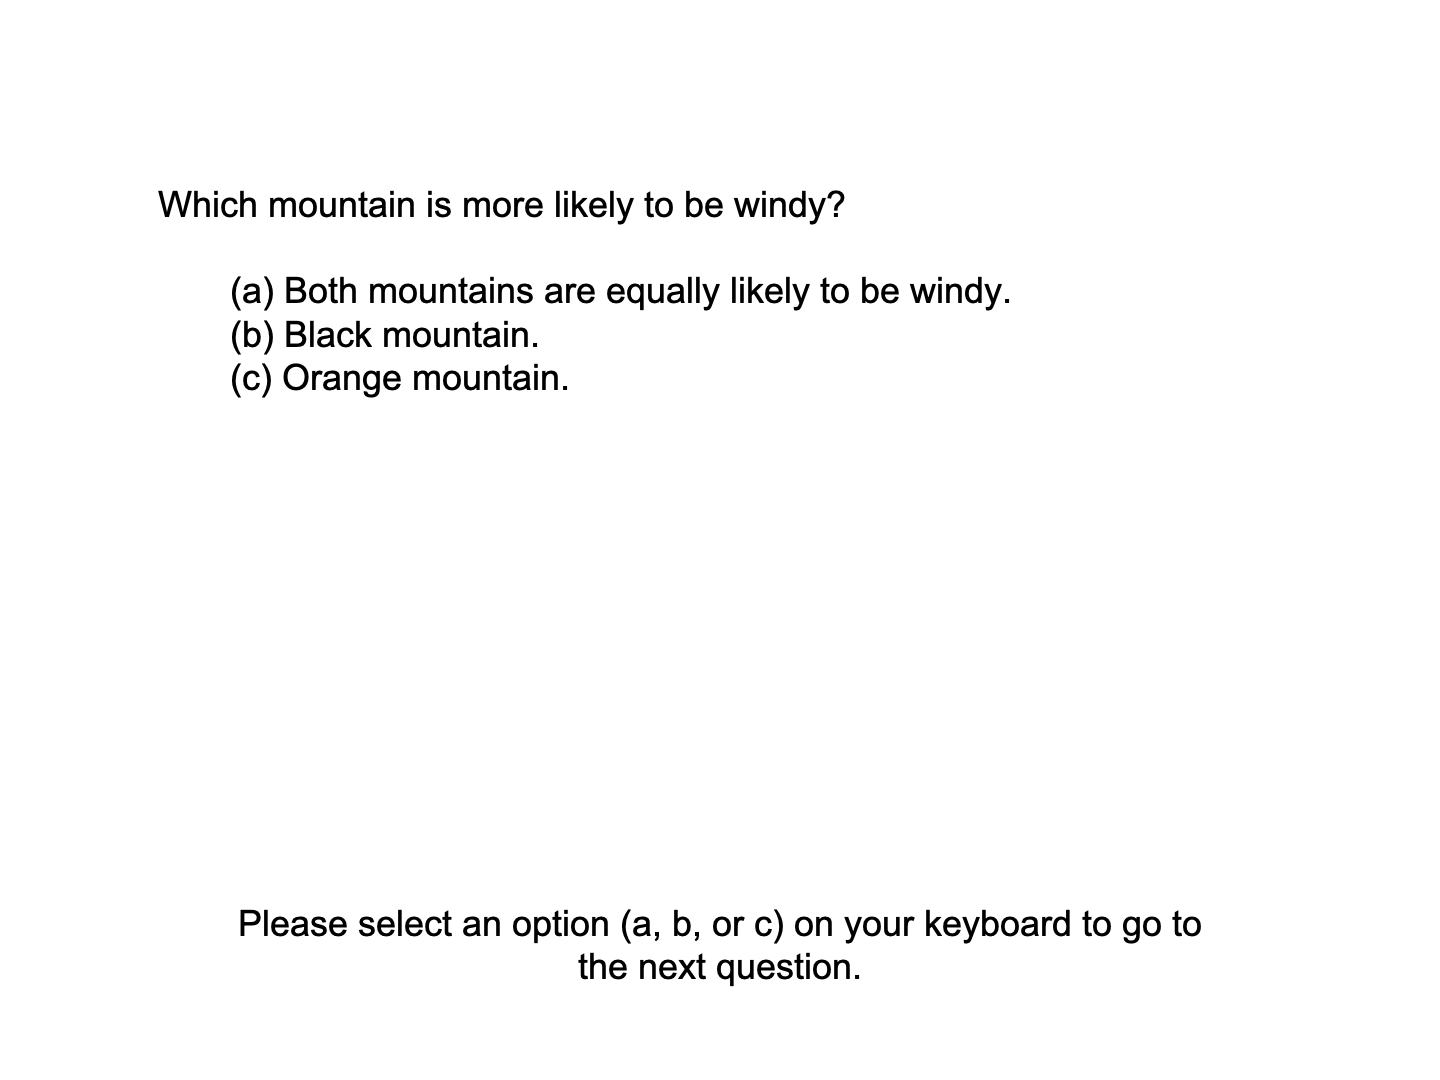 Which mountain is more likely to be windy?
(a) Both mountains are equally likely to be windy.
(b) Black mountain.
(c) Orange mountain.
Please select an option (a, b, or c) on your keyboard to go to
the next question.